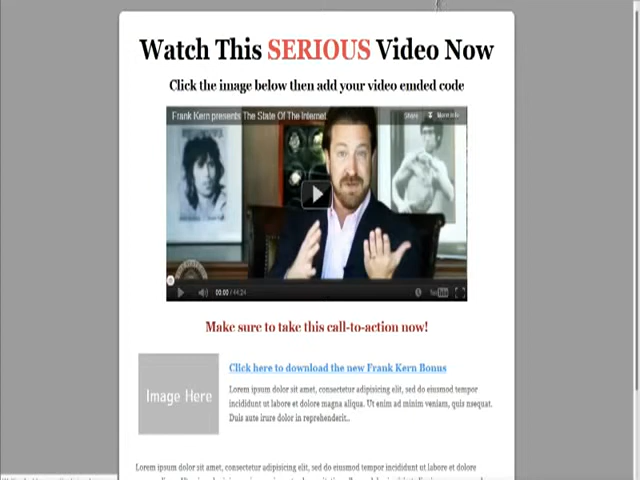 Watch This SERIOUS Video Now
Click the image below then add your video emded code
Frank Kern presents The State Of The Internet
Share
More info
00:00 / 44:24
You Tube
Make sure to take this call-to-action now!
Image Here
Click here to download the new Frank Kern Bonus
Lorem ipsum dolor sit amet, consectetur adipisicing elit, sed do eiusmod tempor
incididunt ut labore et dolore magna aliqua. Ut enim ad minim veniam, quis nsequat.
Duis aute irure dolor in reprehenderit..
Lorem ipsum dolor sit amet, consectetur adipisicing elit, sed do eiusmod tempor incididunt ut labore et dolore